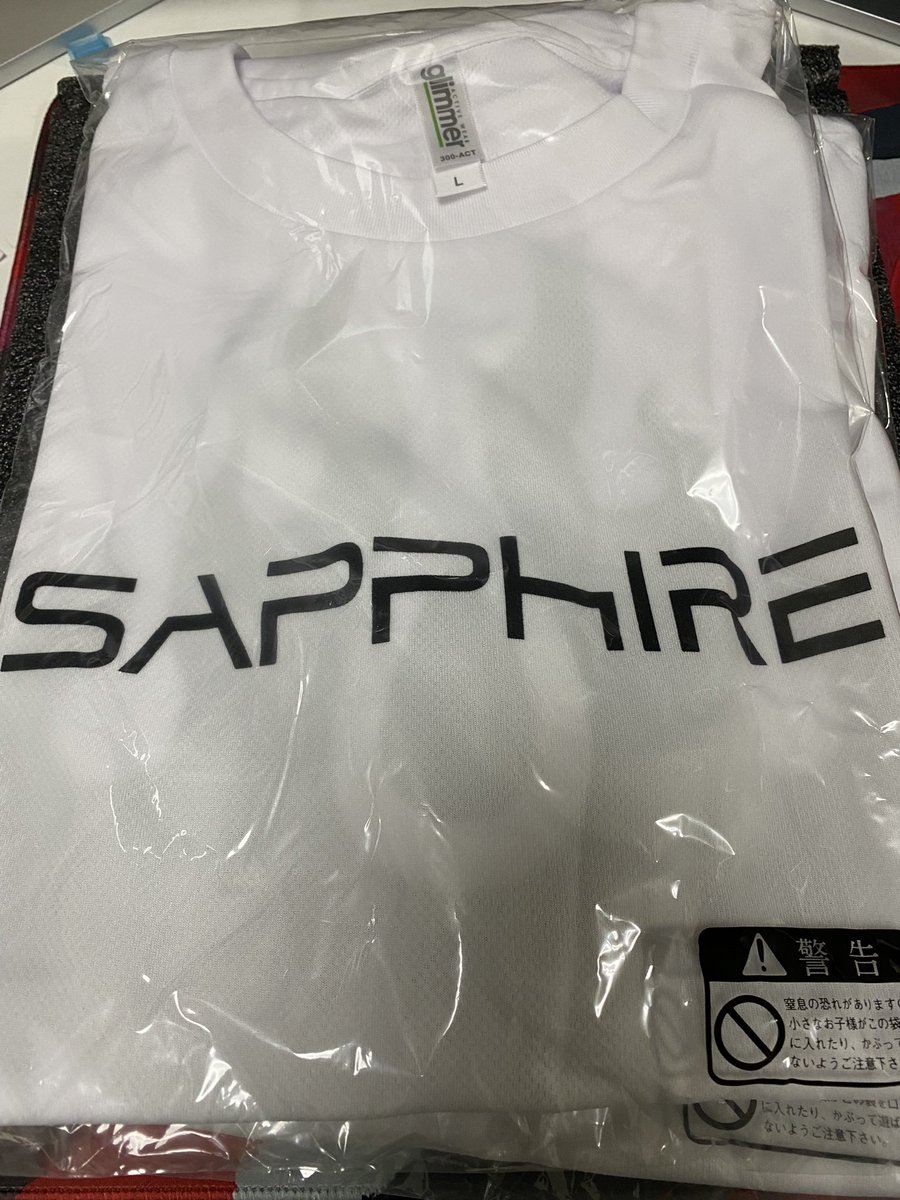 glimmer
ACTIVE WEAR
300-ACT
L
SAPPHIRE
警告
窒息の恐れがあります
小さなお子様がこの袋
に入れたり、かぶって
ないようご注意下さ
に入れたり、かぶって遊ば
ないようご注意下さい。